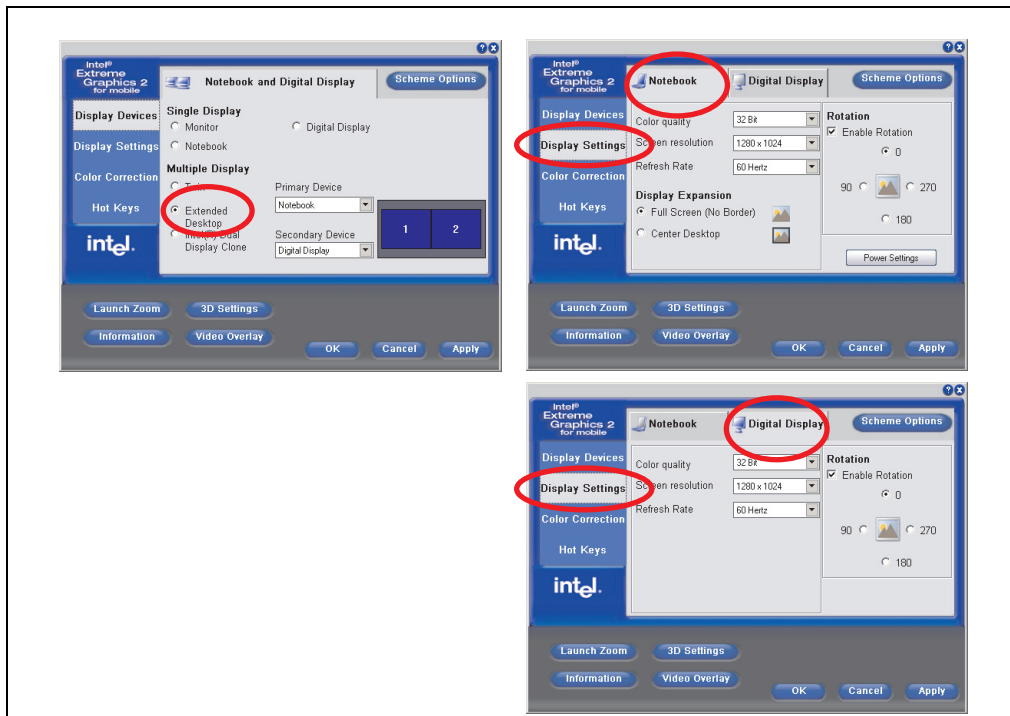 Intel®
Extreme
Graphics 2
for mobile
Notebook and Digital Display
Scheme Options
Display Devices
Display Settings
Color Correction
Hot Keys
intel.
Single Display
Monitor
Digital Display
Notebook
Multiple Display
Twin
Primary Device
Notebook
Extended
Desktop
Intel(R) Dual
Display Clone
Secondary Device
Digital Display
1 2
Launch Zoom
3D Settings
Information
Video Overlay
OK
Cancel
Apply
Intel®
Extreme
Graphics 2
for mobile
Notebook
Digital Display
Scheme Options
Display Devices
Display Settings
Color Correction
Hot Keys
intel.
Color quality
32 Bit
Screen resolution
1280 x 1024
Refresh Rate
60 Hertz
Display Expansion
Full Screen (No Border)
Center Desktop
Rotation
Enable Rotation
0
90
270
180
Power Settings
Launch Zoom
3D Settings
Information
Video Overlay
OK
Cancel
Apply
Intel®
Extreme
Graphics 2
for mobile
Notebook
Digital Display
Scheme Options
Display Devices
Display Settings
Color Correction
Hot Keys
intel.
Color quality
32 Bit
Screen resolution
1280 x 1024
Refresh Rate
60 Hertz
Rotation
Enable Rotation
0
90
270
180
Launch Zoom
3D Settings
Information
Video Overlay
OK
Cancel
Apply